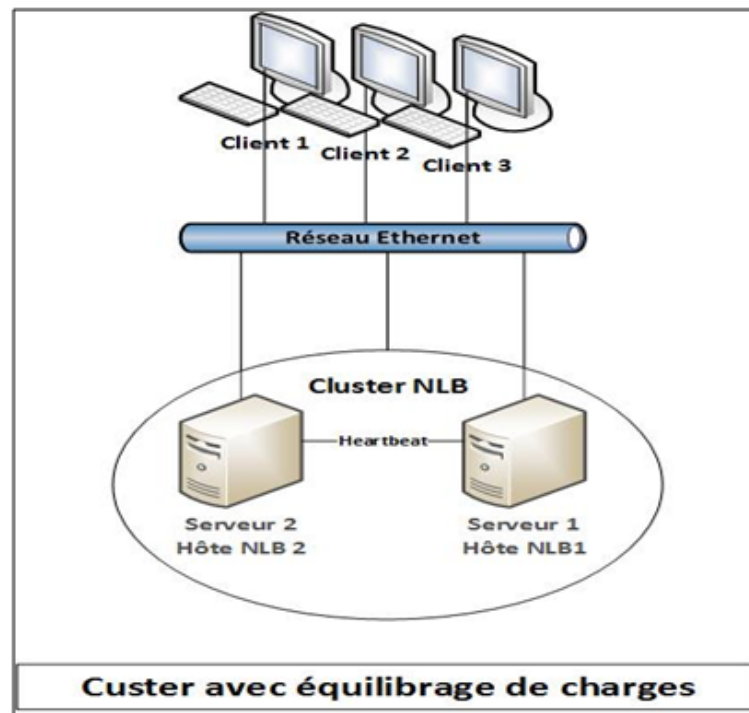 Client 1
Client 2
Client 3
Réseau Ethernet
Cluster NLB
Heartbeat
Serveur 2
Hôte NLB 2
Serveur 1
Hôte NLB1
Custer avec équilibrage de charges